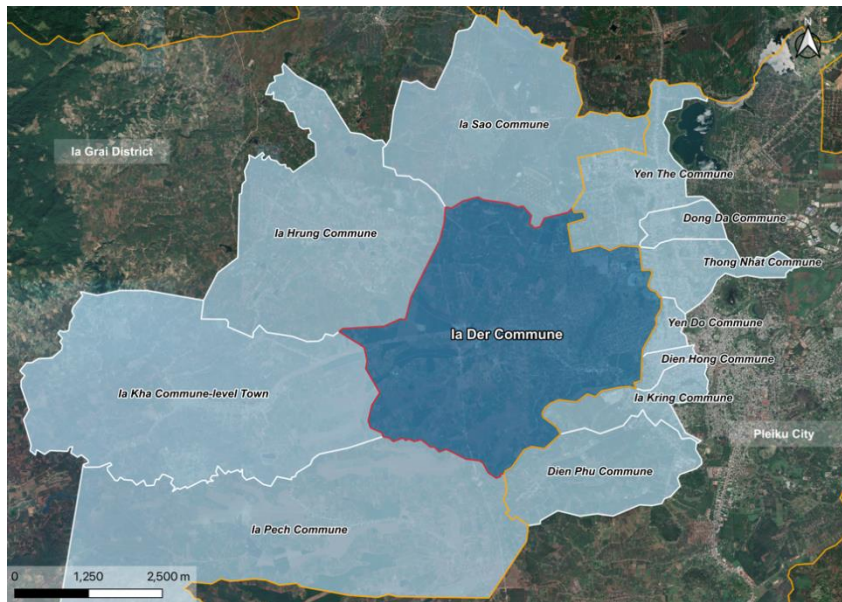 N
Ia Sao Commune
Ia Grai District
Yen The Commune
Dong Da Commune
Ia Hrung Commune
Thong Nhat Commune
Yen Do Commune
Ia Der Commune
Dien Hong Commune
Ia Kha Commune-level Town
Ia Kring Commune
Pleiku City
Dien Phu Commune
Ia Pech Commune
0 1,250 2,500 m